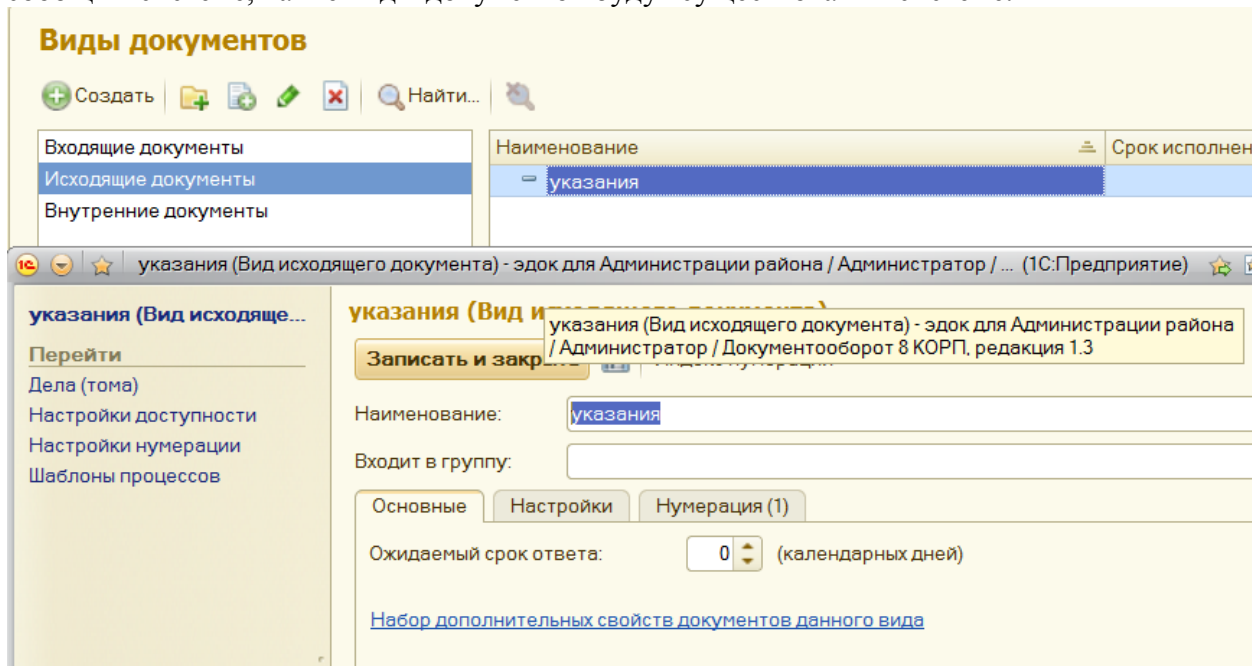 Виды документов
Создать Найти...
Входящие документы
Исходящие документы
Внутренние документы
Наименование Срок исполнен
указания
указания (Вид исходящего документа) - эдок для Администрации района / Администратор / ... (1С:Предприятие)
указания (Вид исходяще...
Перейти
Дела (тома)
Настройки доступности
Настройки нумерации
Шаблоны процессов
указания (Вид
указания (Вид исходящего документа) - эдок для Администрации района
/ Администратор / Документооборот 8 КОРП, редакция 1.3
Записать и закр
Наименование: указания
Входит в группу:
Основные Настройки Нумерация (1)
Ожидаемый срок ответа: 0 (календарных дней)
Набор дополнительных свойств документов данного вида